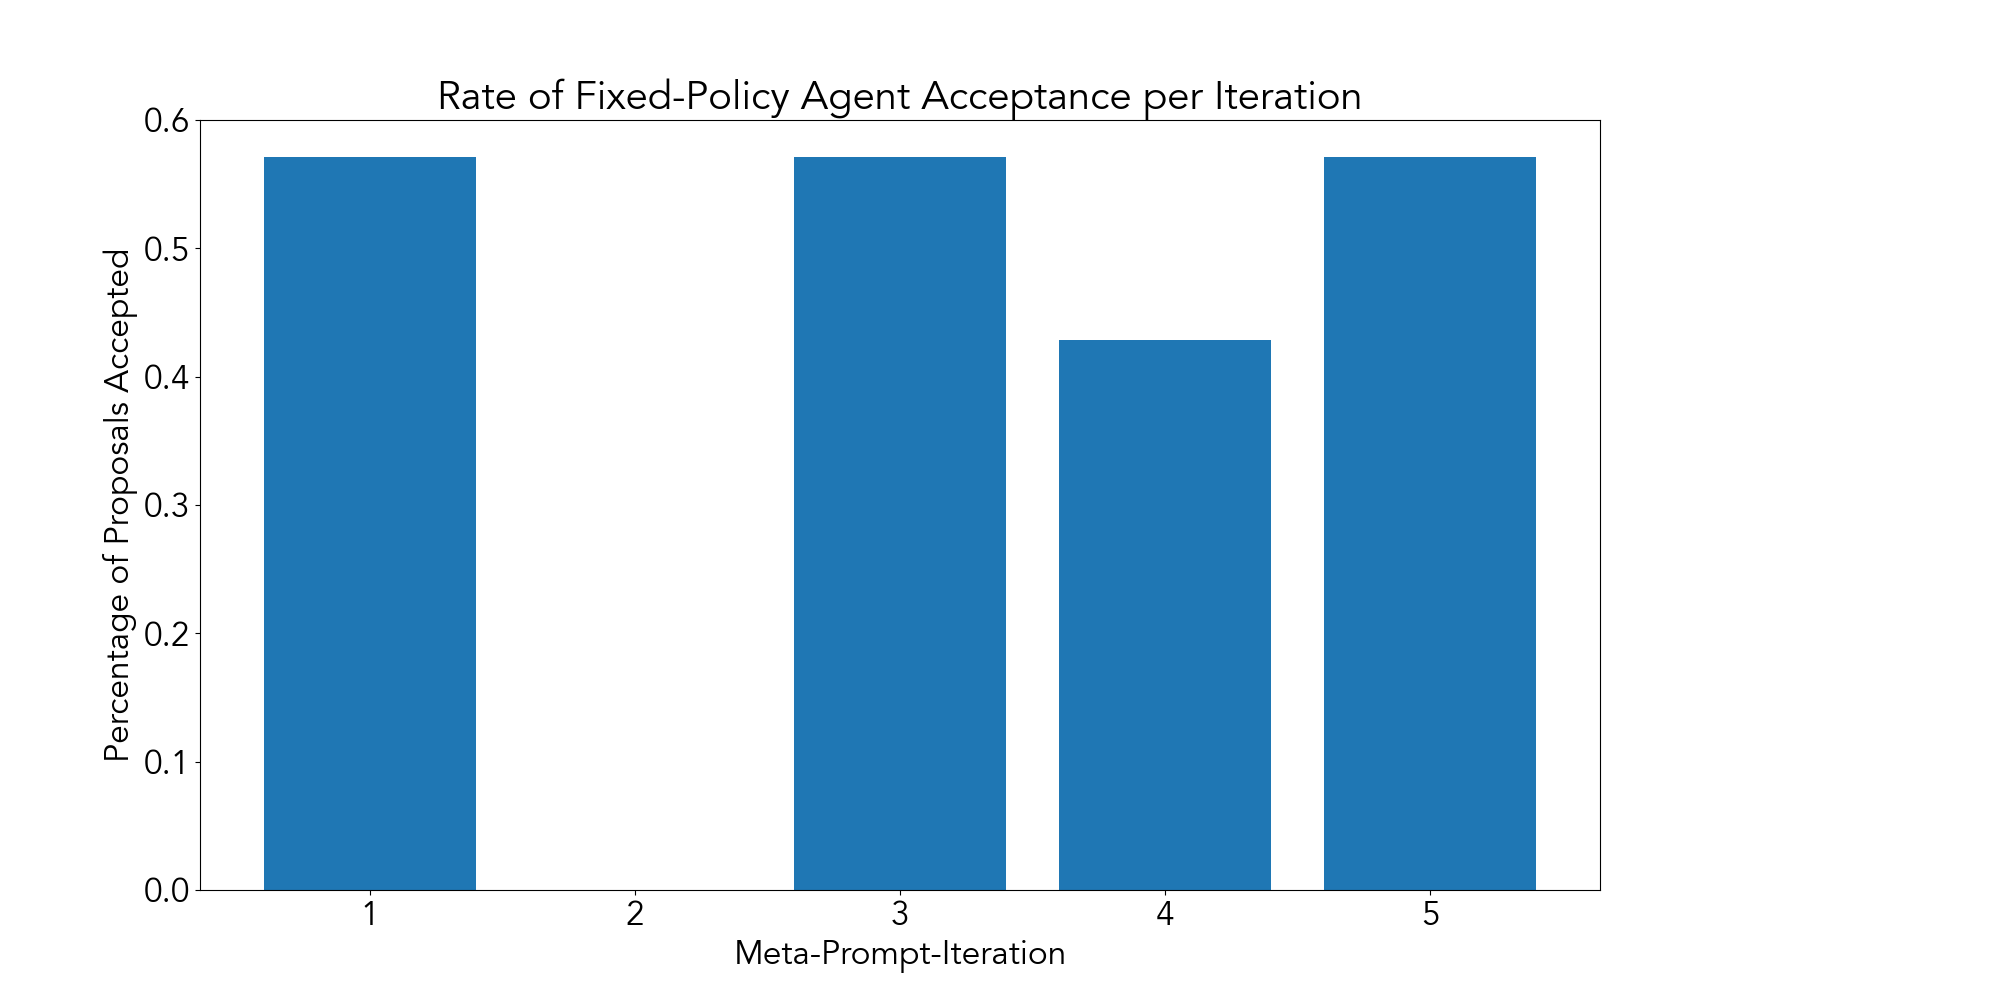 Rate of Fixed-Policy Agent Acceptance per Iteration
Percentage of Proposals Accepted
0.6
0.5
0.4
0.3
0.2
0.1
0.0
1 2 3 4 5
Meta-Prompt-Iteration